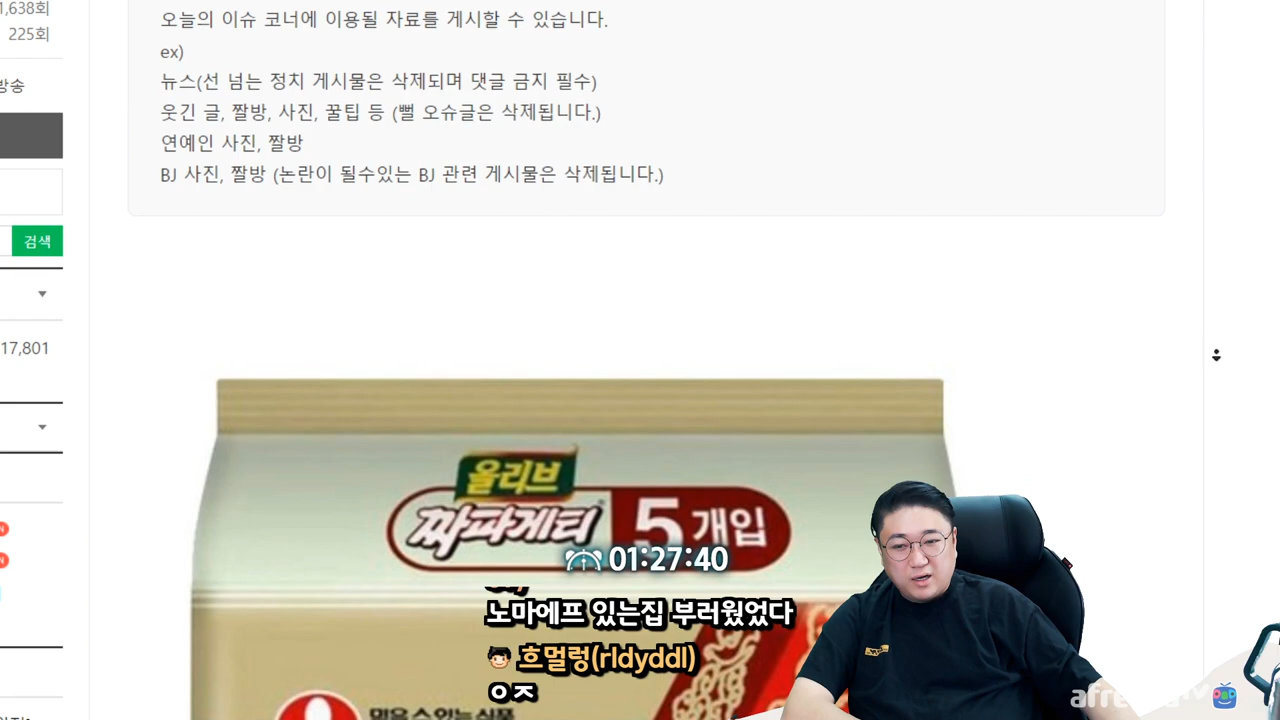 1,638회
225회
방송
검색
17,801
오늘의 이슈 코너에 이용될 자료를 게시할 수 있습니다.
ex)
뉴스(선 넘는 정치 게시물은 삭제되며 댓글 금지 필수)
웃긴 글, 짤방, 사진, 꿀팁 등 (뻘 오슈글은 삭제됩니다.)
연예인 사진, 짤방
BJ 사진, 짤방 (논란이 될수있는 BJ 관련 게시물은 삭제됩니다.)
올리브
짜파게티 5개입
01:27:40
노마에프 있는집 부러웠었다
흐멀렁(rldyddl)
ㅇㅈ
믿을 수 있는 식품